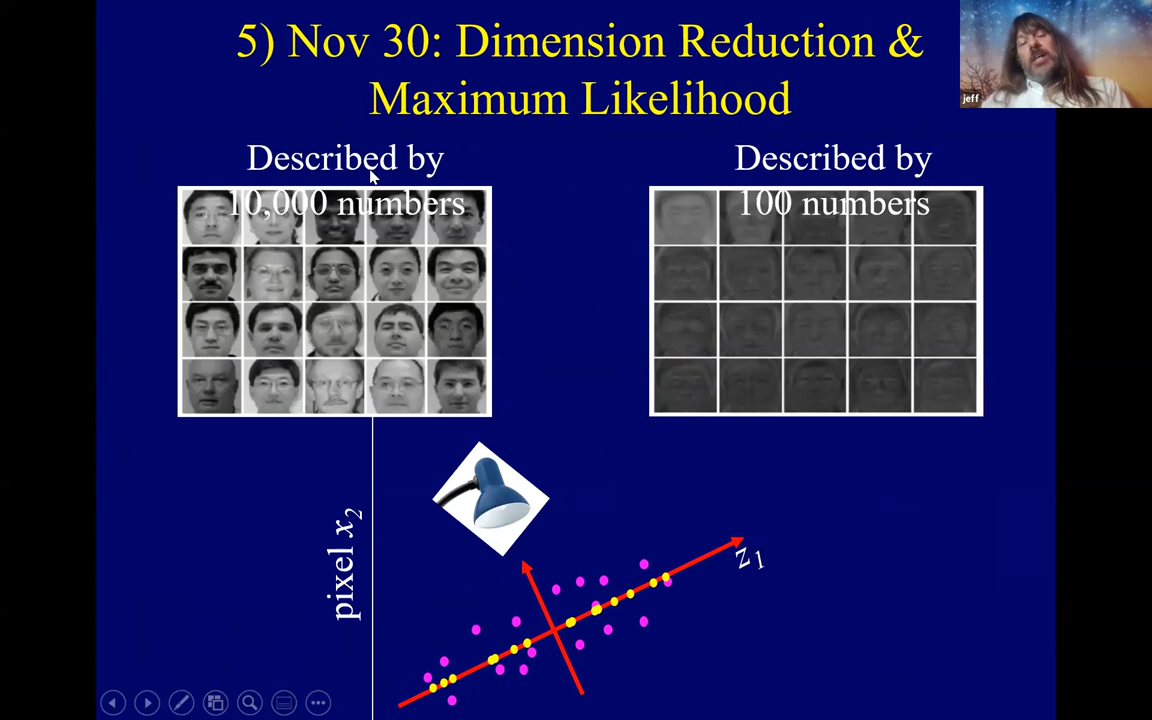 5) Nov 30: Dimension Reduction &
Maximum Likelihood
jeff
Described by
10,000 numbers
Described by
100 numbers
pixel x₂
z₁